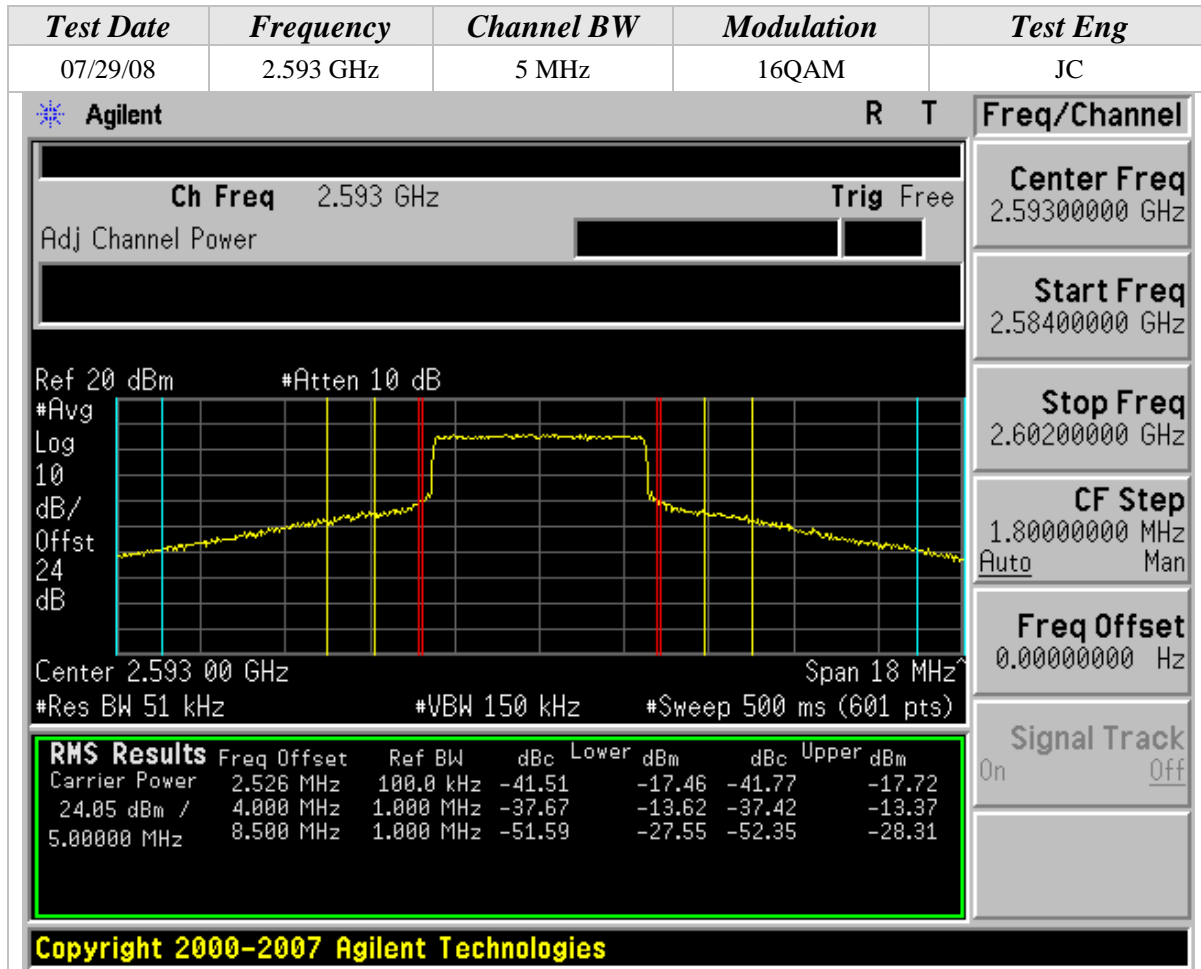 Test Date Frequency Channel BW Modulation Test Eng
07/29/08 2.593 GHz 5 MHz 16QAM JC
Agilent R T Freq/Channel
Ch Freq 2.593 GHz Trig Free
Adj Channel Power
Center Freq
2.59300000 GHz
Start Freq
2.58400000 GHz
Stop Freq
2.60200000 GHz
CF Step
1.80000000 MHz
Auto Man
Freq Offset
0.00000000 Hz
Signal Track
On Off
Ref 20 dBm #Atten 10 dB
#Avg
Log
10
dB/
Offst
24
dB
Center 2.593 00 GHz Span 18 MHz^
#Res BW 51 kHz #VBW 150 kHz #Sweep 500 ms (601 pts)
RMS Results Freq Offset Ref BW dBc Lower dBm dBc Upper dBm
Carrier Power 2.526 MHz 100.0 kHz -41.51 -17.46 -41.77 -17.72
24.05 dBm / 4.000 MHz 1.000 MHz -37.67 -13.62 -37.42 -13.37
5.00000 MHz 8.500 MHz 1.000 MHz -51.59 -27.55 -52.35 -28.31
Copyright 2000-2007 Agilent Technologies